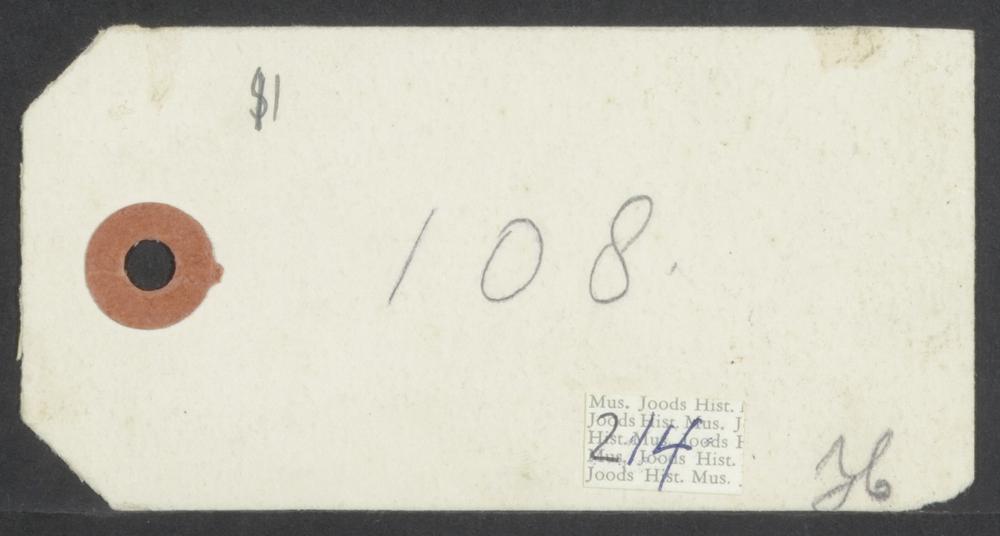 $1
108.
Mus. Joods Hist.
Joods Hist. Mus. J
Hist. Mus. Joods H
Mus. Joods Hist.
Joods Hist. Mus.
214